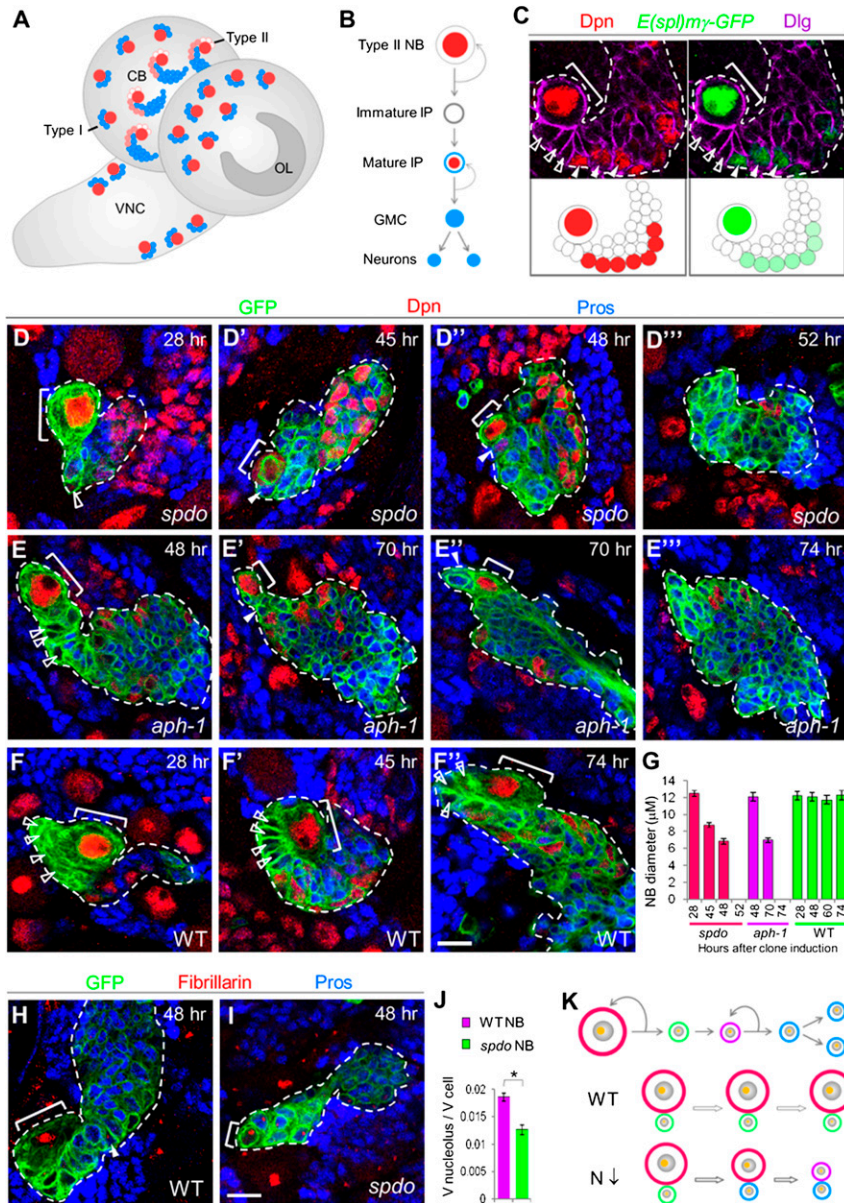 A
Type II
CB
Type I
OL
VNC
B
Type II NB
Immature IP
Mature IP
GMC
Neurons
C
Dpn E(spl)mγ-GFP Dlg
GFP Dpn Pros
D 28 hr spdo
D' 45 hr spdo
D'' 48 hr spdo
D''' 52 hr spdo
E 48 hr aph-1
E' 70 hr aph-1
E'' 70 hr aph-1
E''' 74 hr aph-1
F 28 hr WT
F' 45 hr WT
F'' 74 hr WT
G
NB diameter (μM)
14
12
10
8
6
4
2
0
28 45 48 52 48 70 74 28 48 60 74
spdo aph-1 WT
Hours after clone induction
GFP Fibrillarin Pros
H 48 hr WT
I 48 hr spdo
J
WT NB
spdo NB
*
V nucleolus / V cell
0.02
0.015
0.01
0.005
0
K
WT
N ↓